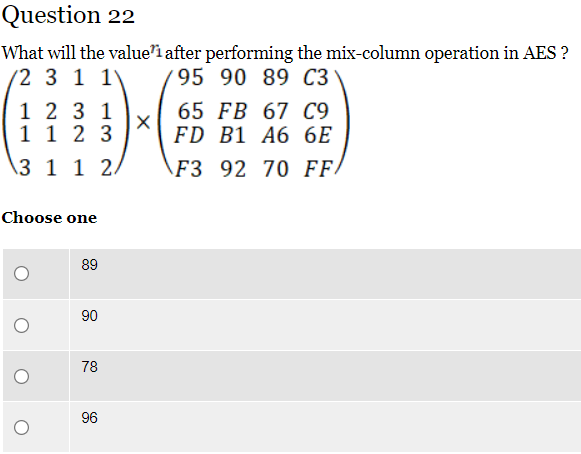 Question 22
What will the value r₁ after performing the mix-column operation in AES ?
2 3 1 1 95 90 89 C3
1 2 3 1 × 65 FB 67 C9
1 1 2 3 FD B1 A6 6E
3 1 1 2 F3 92 70 FF
Choose one
89
90
78
96